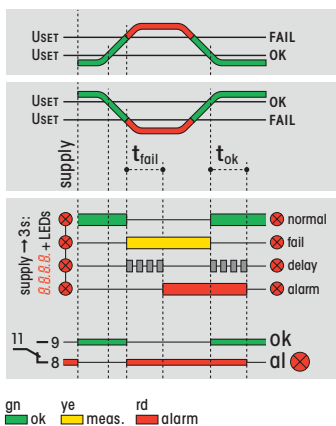 USET FAIL
USET OK
USET OK
USET FAIL
supply
tfail tok
supply → 3s:
8.8.8.8. + LEDs
normal
fail
delay
alarm
11
9 ok
8 al
gn ye rd
ok meas. alarm